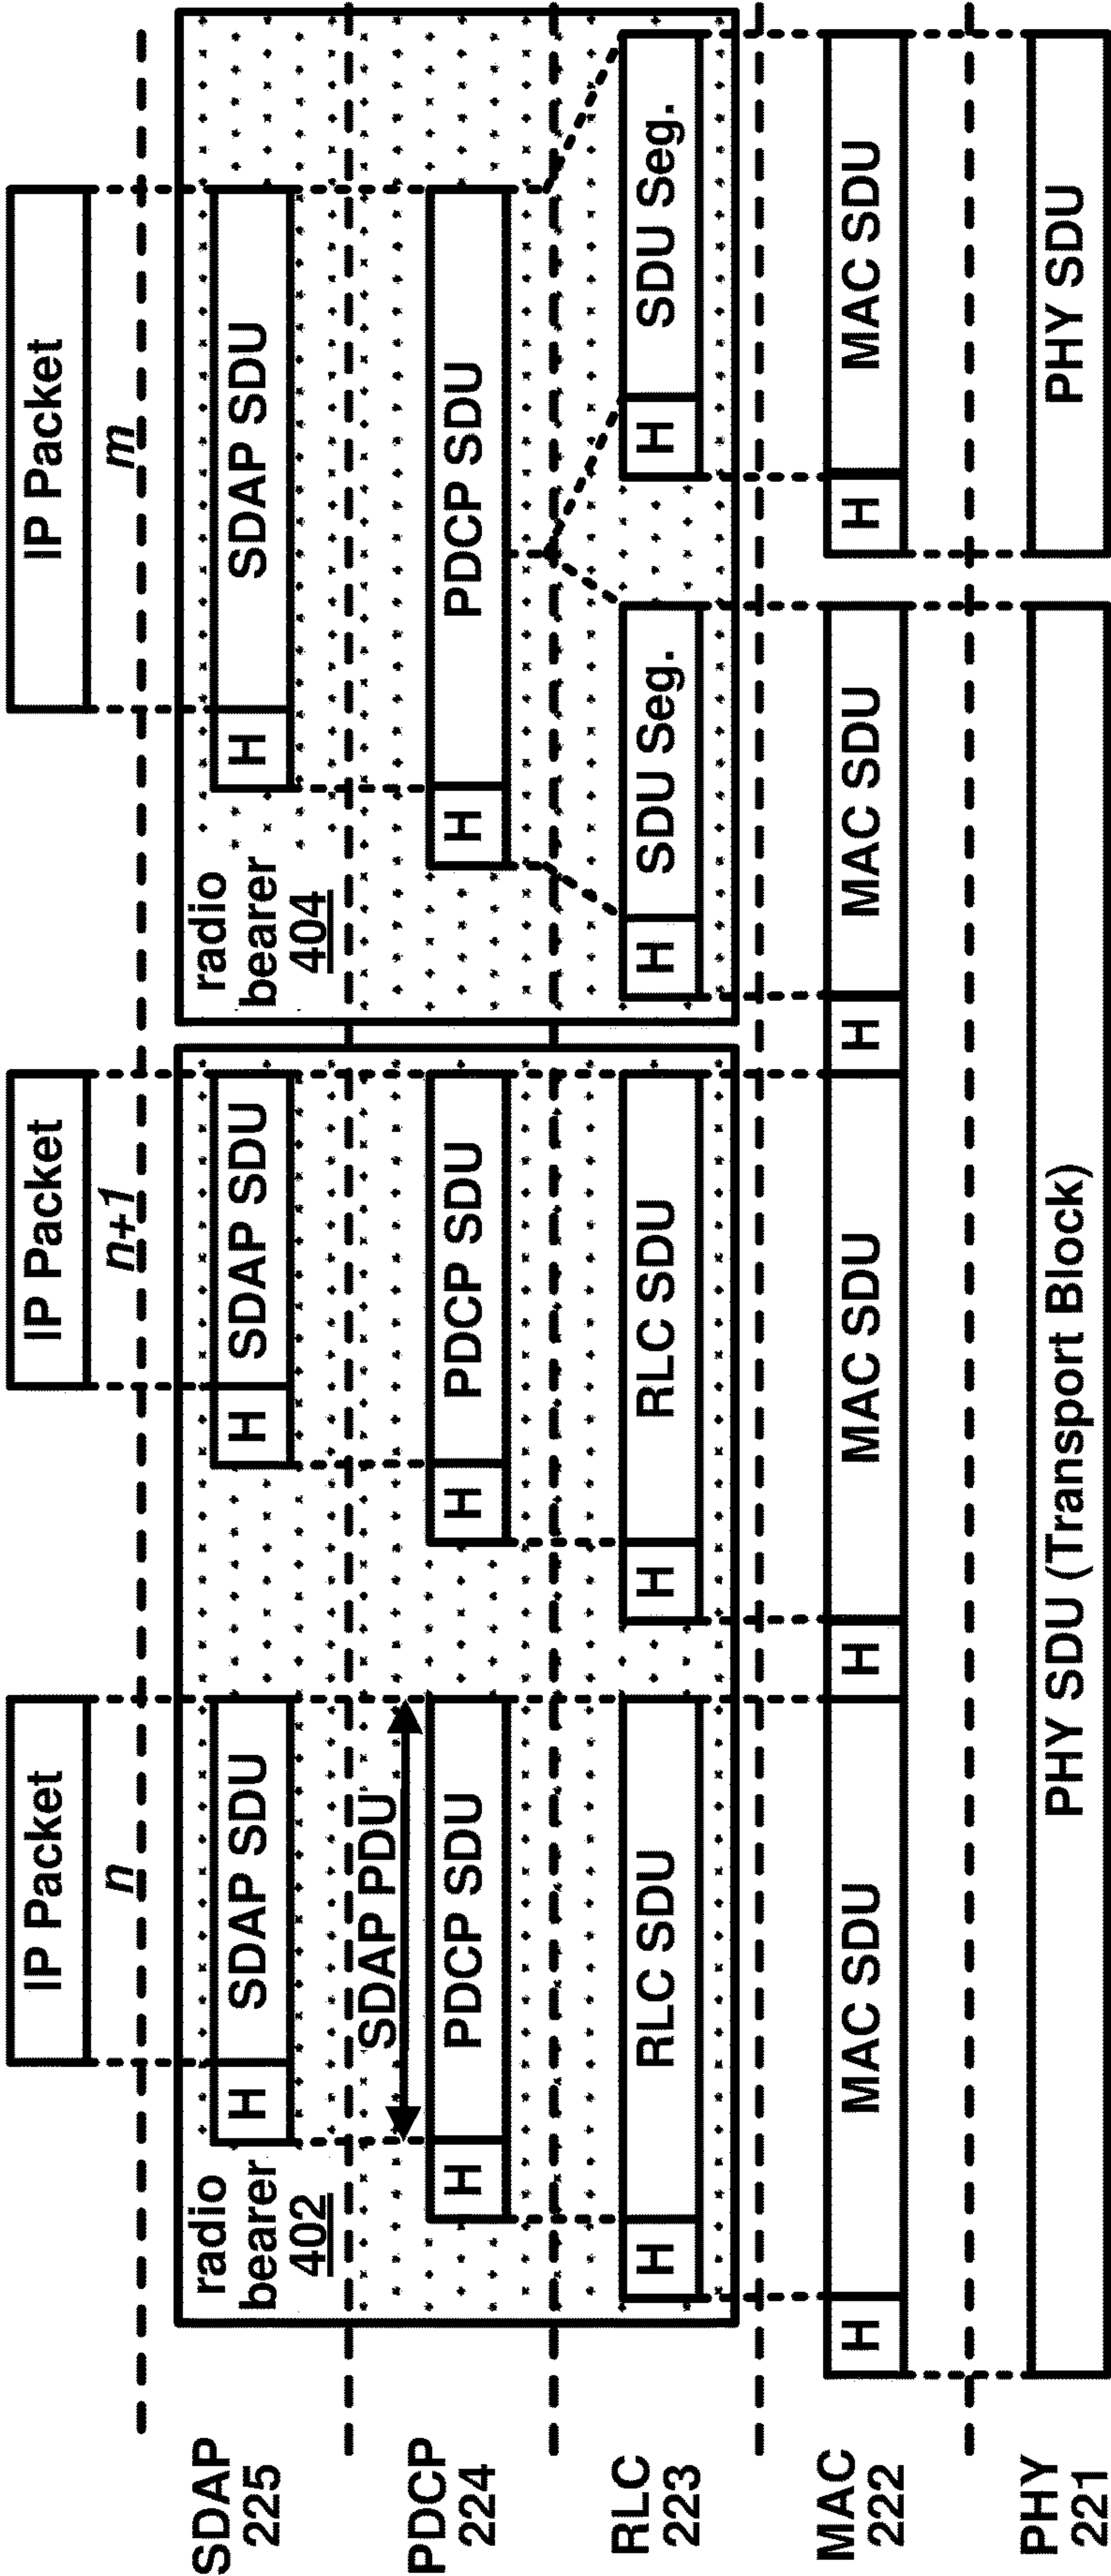 IP Packet
IP Packet
IP Packet
n
n+1
m
SDAP
225
radio
bearer
402
H
SDAP SDU
H
SDAP SDU
radio
bearer
404
H
SDAP SDU
SDAP PDU
PDCP
224
H
PDCP SDU
H
PDCP SDU
H
PDCP SDU
RLC
223
H
RLC SDU
H
RLC SDU
H
SDU Seg.
H
SDU Seg.
MAC
222
H
MAC SDU
H
MAC SDU
H
MAC SDU
H
MAC SDU
PHY
221
PHY SDU (Transport Block)
PHY SDU